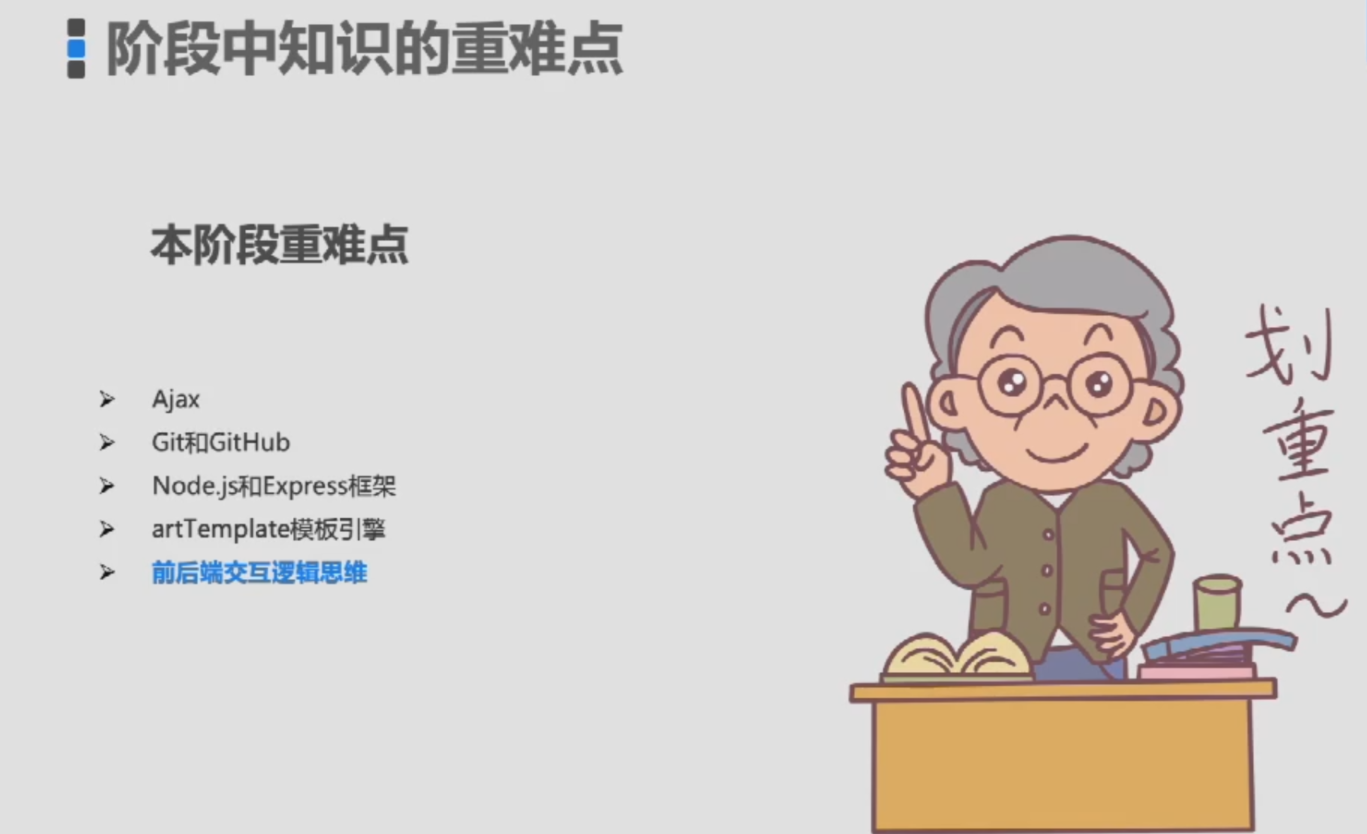 阶段中知识的重难点
本阶段重难点
Ajax
Git和GitHub
Node.js和Express框架
artTemplate模板引擎
前后端交互逻辑思维
划重点~